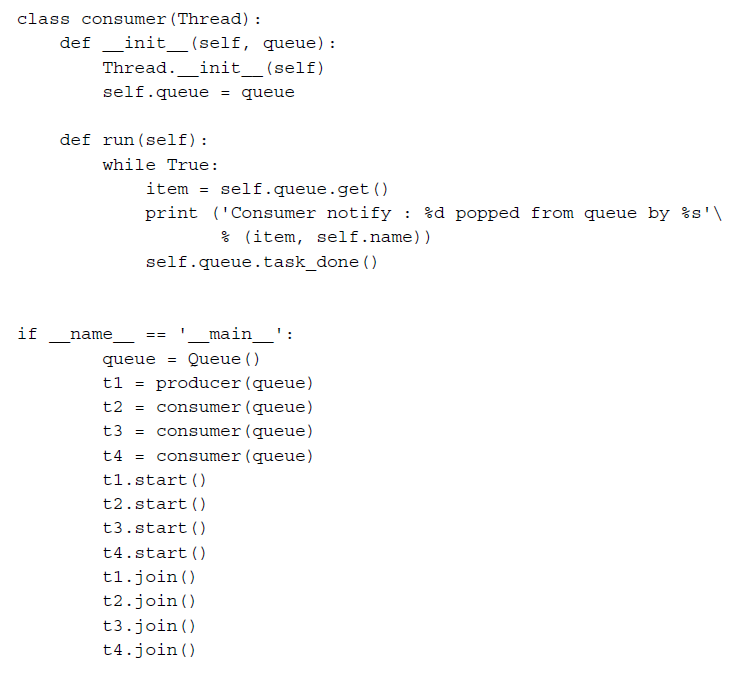 class consumer(Thread):
    def __init__(self, queue):
        Thread.__init__(self)
        self.queue = queue

    def run(self):
        while True:
            item = self.queue.get()
            print ('Consumer notify : %d popped from queue by %s'\
                   % (item, self.name))
            self.queue.task_done()


if __name__ == '__main__':
        queue = Queue()
        t1 = producer(queue)
        t2 = consumer(queue)
        t3 = consumer(queue)
        t4 = consumer(queue)
        t1.start()
        t2.start()
        t3.start()
        t4.start()
        t1.join()
        t2.join()
        t3.join()
        t4.join()